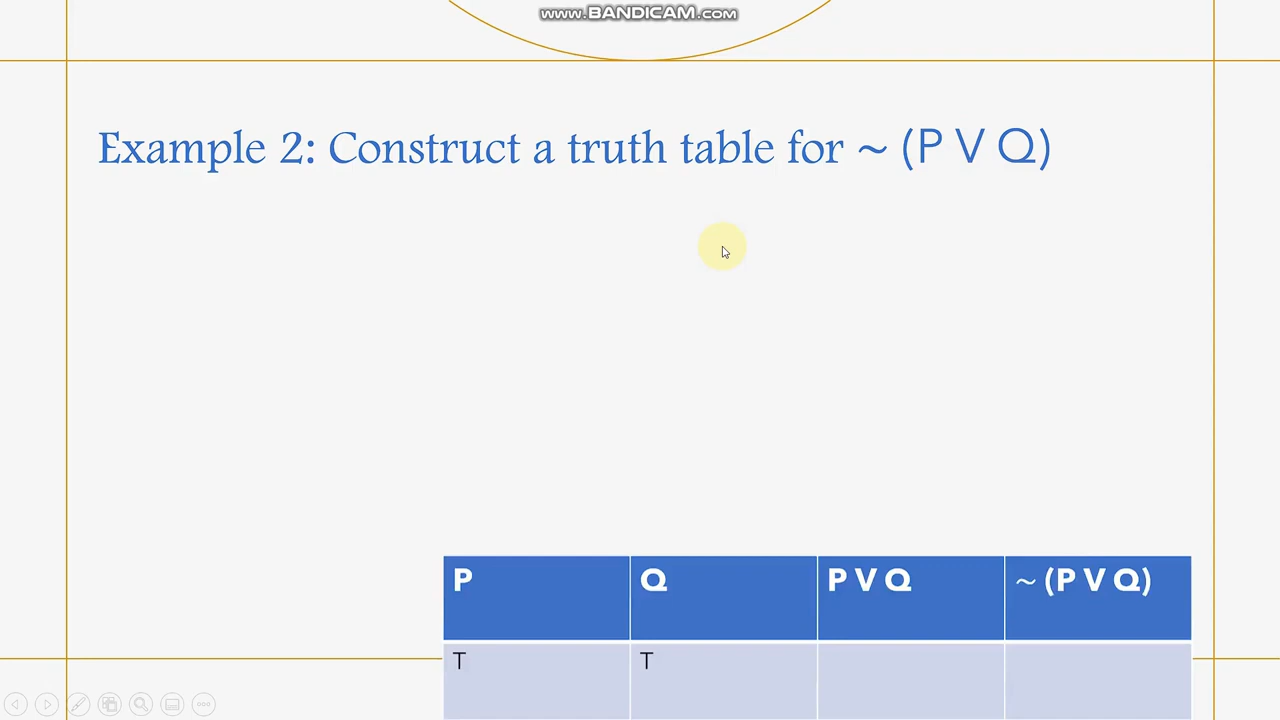 www.BANDICAM.com
Example 2: Construct a truth table for ~ (P V Q)
P Q P V Q ~ (P V Q)
T T